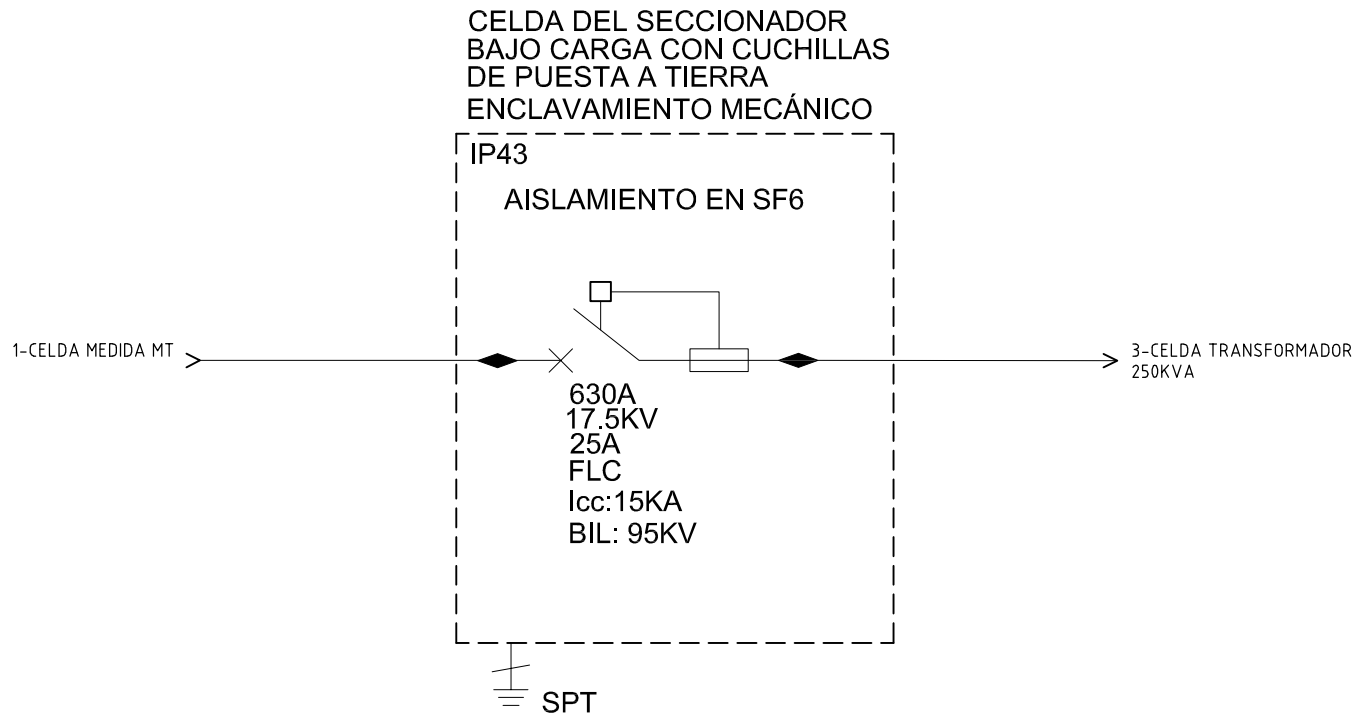 CELDA DEL SECCIONADOR
BAJO CARGA CON CUCHILLAS
DE PUESTA A TIERRA
ENCLAVAMIENTO MECÁNICO
IP43
AISLAMIENTO EN SF6
1-CELDA MEDIDA MT
3-CELDA TRANSFORMADOR
250KVA
630A
17.5KV
25A
FLC
Icc:15KA
BIL: 95KV
SPT